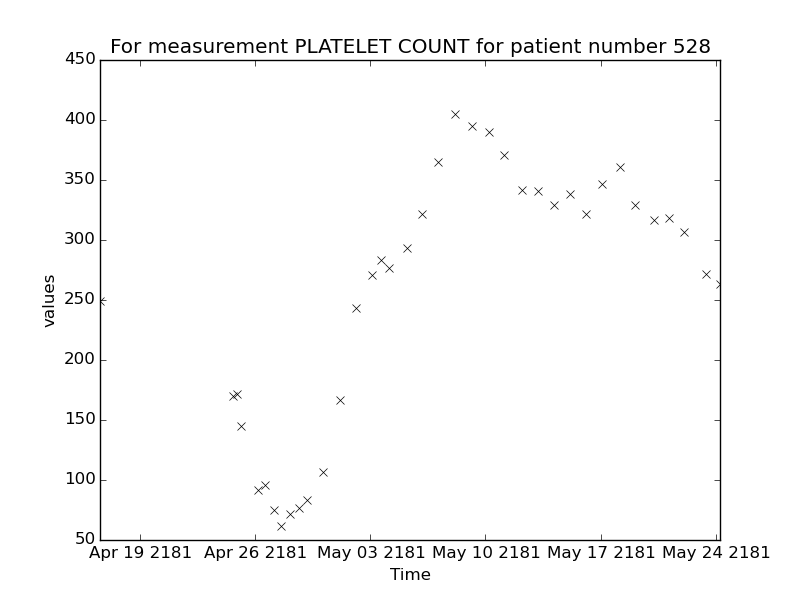 For measurement PLATELET COUNT for patient number 528
450
400
350
300
250
200
150
100
50
values
Apr 19 2181 Apr 26 2181 May 03 2181 May 10 2181 May 17 2181 May 24 2181
Time